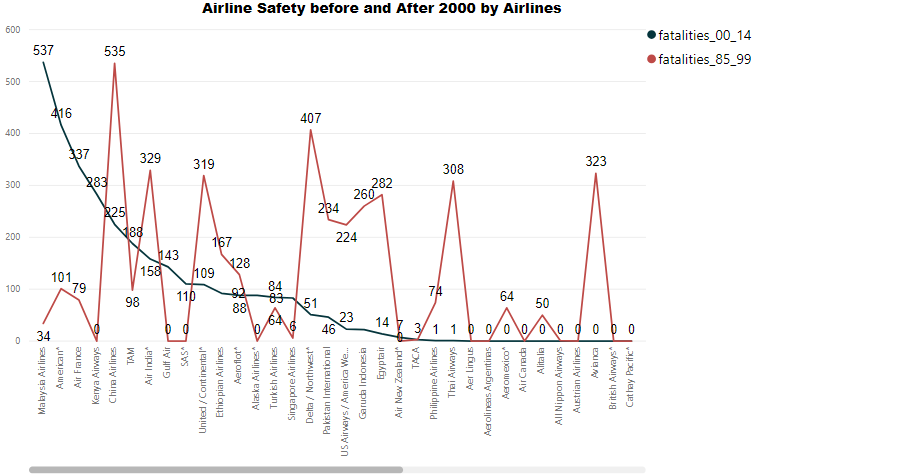 Airline Safety before and After 2000 by Airlines
fatalities_00_14
fatalities_85_99
600
500
400
300
200
100
0
537
416
337
283
225
188
158
143
110
109
92
88
84
83
51
46
23
14
7
3
1
1
0
0
0
0
0
0
0
0
0
0
34
101
79
0
535
98
329
0
0
319
167
128
0
64
6
407
234
224
260
282
0
74
308
64
50
323
Malaysia Airlines
American*
Air France
Kenya Airways
China Airlines
TAM
Air India*
Gulf Air
SAS*
United / Continental*
Ethiopian Airlines
Aeroflot*
Alaska Airlines*
Turkish Airlines
Singapore Airlines
Delta / Northwest*
Pakistan International
US Airways / America We...
Garuda Indonesia
Egyptair
Air New Zealand*
TACA
Philippine Airlines
Thai Airways
Aer Lingus
Aerolineas Argentinas
Aeromexico*
Air Canada
Alitalia
All Nippon Airways
Austrian Airlines
Avianca
British Airways*
Cathay Pacific*